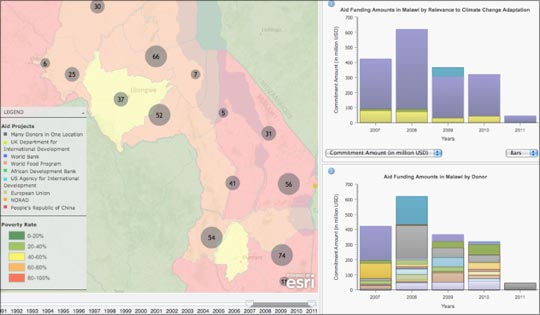 30
66
6
23
7
Lilongwe
37
52
5
31
41
56
54
74
LEGEND
Aid Projects
Many Donors in One Location
UK Department for
International Development
World Bank
World Food Program
African Development Bank
US Agency for International
Development
European Union
NORAD
People's Republic of China
Poverty Rate
0-20%
20-40%
40-60%
60-80%
80-100%
esri
1992 1993 1994 1995 1996 1997 1998 1999 2000 2001 2002 2003 2004 2005 2006 2007 2008 2009 2010 2011
Aid Funding Amounts in Malawi by Relevance to Climate Change Adaptation
Commitment Amount (in million USD)
700
600
500
400
300
200
100
0
2007 2008 2009 2010 2011
Years
Commitment Amount (in million USD)
Bars
Aid Funding Amounts in Malawi by Donor
Commitment Amount (in million USD)
700
600
500
400
300
200
100
0
2007 2008 2009 2010 2011
Years